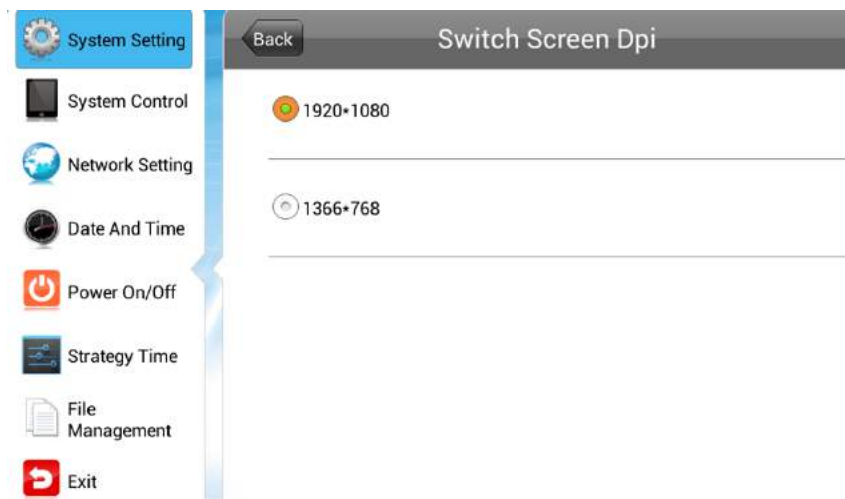 System Setting
System Control
Network Setting
Date And Time
Power On/Off
Strategy Time
File
Management
Exit
Back
Switch Screen Dpi
1920*1080
1366*768